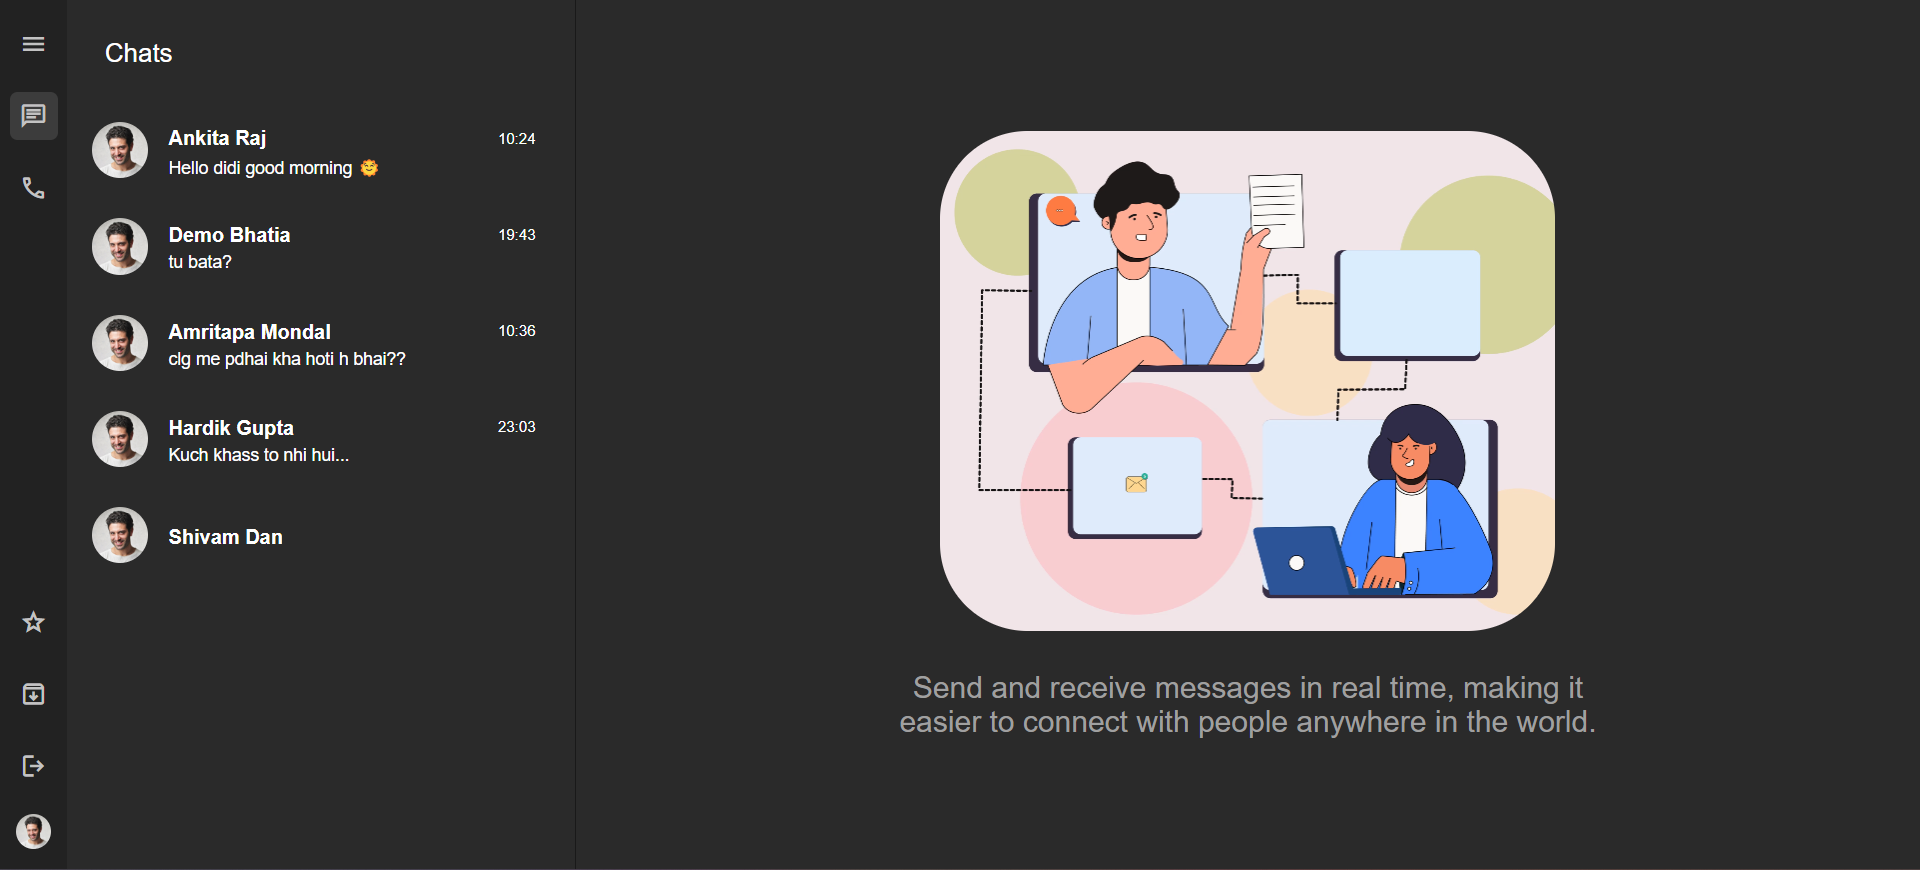 Chats
Ankita Raj
10:24
Hello didi good morning 🌞
Demo Bhatia
19:43
tu bata?
Amritapa Mondal
10:36
clg me pdhai kha hoti h bhai??
Hardik Gupta
23:03
Kuch khass to nhi hui...
Shivam Dan
Send and receive messages in real time, making it
easier to connect with people anywhere in the world.